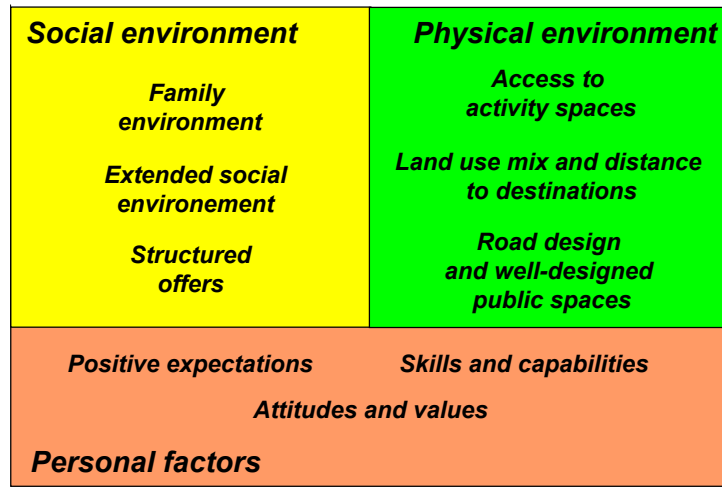 Social environment
Family
environment
Extended social
environement
Structured
offers
Physical environment
Access to
activity spaces
Land use mix and distance
to destinations
Road design
and well-designed
public spaces
Positive expectations
Skills and capabilities
Attitudes and values
Personal factors